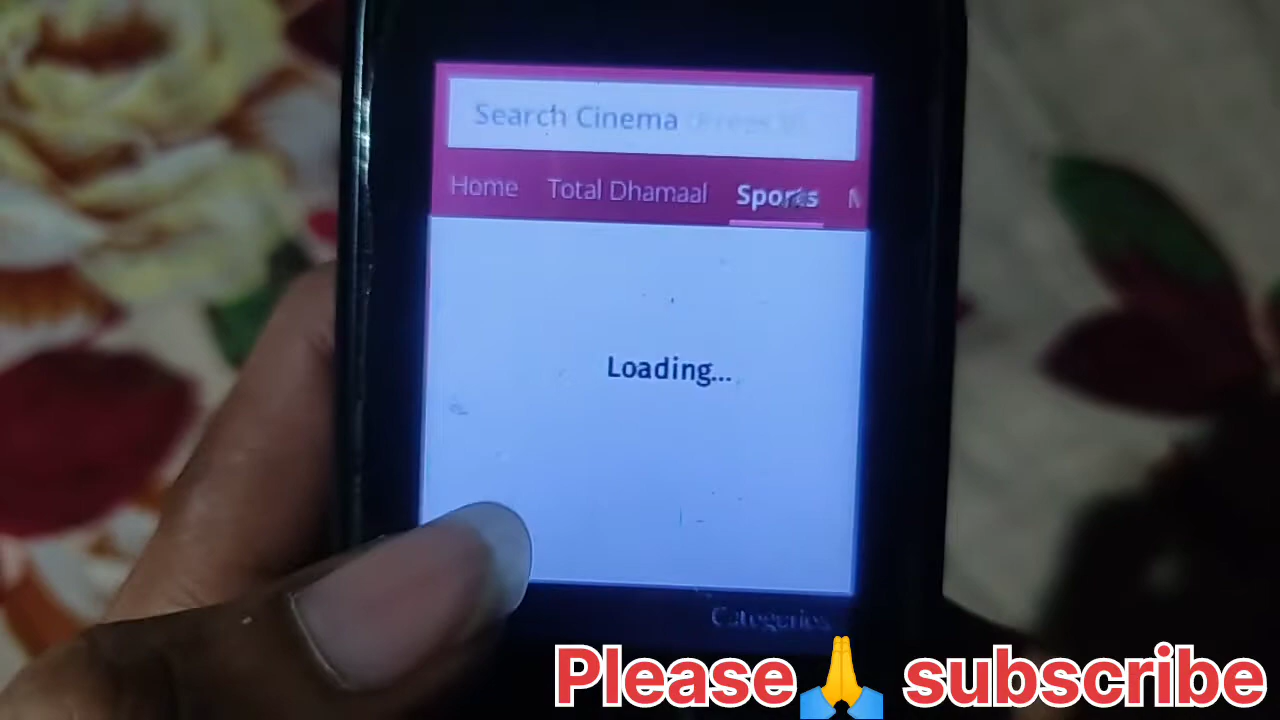 Search Cinema
Home Total Dhamaal Sports M
Loading...
Categories
Please🙏 subscribe